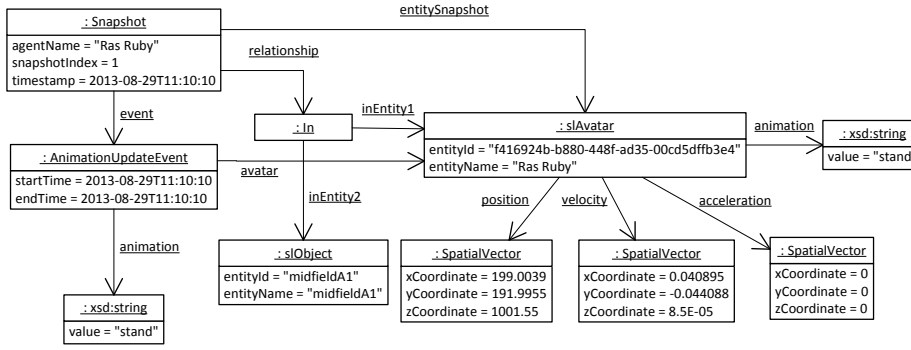 : Snapshot
agentName = "Ras Ruby"
snapshotIndex = 1
timestamp = 2013-08-29T11:10:10
entitySnapshot
relationship
event
: In
inEntity1
: slAvatar
entityId = "f416924b-b880-448f-ad35-00cd5dffb3e4"
entityName = "Ras Ruby"
animation
: xsd:string
value = "stand"
: AnimationUpdateEvent
startTime = 2013-08-29T11:10:10
endTime = 2013-08-29T11:10:10
avatar
inEntity2
position
velocity
acceleration
animation
: slObject
entityId = "midfieldA1"
entityName = "midfieldA1"
: SpatialVector
xCoordinate = 199.0039
yCoordinate = 191.9955
zCoordinate = 1001.55
: SpatialVector
xCoordinate = 0.040895
yCoordinate = -0.044088
zCoordinate = 8.5E-05
: SpatialVector
xCoordinate = 0
yCoordinate = 0
zCoordinate = 0
: xsd:string
value = "stand"